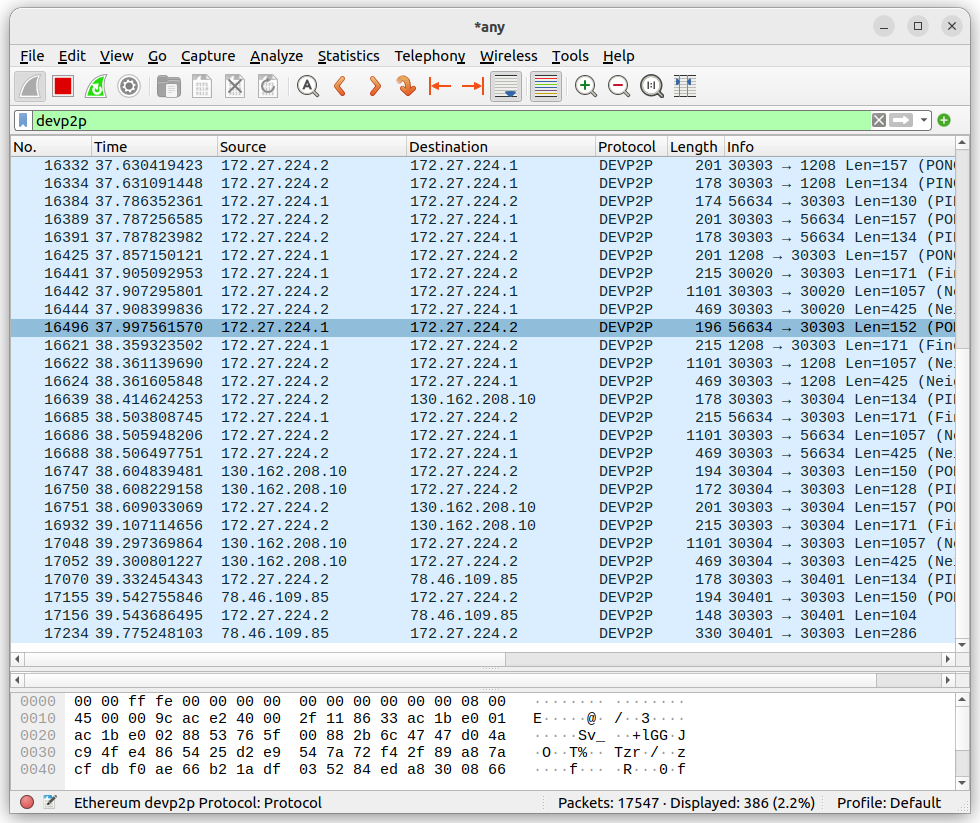 *any
File Edit View Go Capture Analyze Statistics Telephony Wireless Tools Help
devp2p
No. Time Source Destination Protocol Length Info
16332 37.630419423 172.27.224.2 172.27.224.1 DEVP2P 201 30303 → 1208 Len=157 (PON
16334 37.631091448 172.27.224.2 172.27.224.1 DEVP2P 178 30303 → 1208 Len=134 (PIN
16384 37.786352361 172.27.224.1 172.27.224.2 DEVP2P 174 56634 → 30303 Len=130 (PI
16389 37.787256585 172.27.224.2 172.27.224.1 DEVP2P 201 30303 → 56634 Len=157 (PO
16391 37.787823982 172.27.224.2 172.27.224.1 DEVP2P 178 30303 → 56634 Len=134 (PI
16425 37.857150121 172.27.224.1 172.27.224.2 DEVP2P 201 1208 → 30303 Len=157 (PON
16441 37.905092953 172.27.224.1 172.27.224.2 DEVP2P 215 30020 → 30303 Len=171 (Fi
16442 37.907295801 172.27.224.2 172.27.224.1 DEVP2P 1101 30303 → 30020 Len=1057 (N
16444 37.908399836 172.27.224.2 172.27.224.1 DEVP2P 469 30303 → 30020 Len=425 (Ne
16496 37.997561570 172.27.224.1 172.27.224.2 DEVP2P 196 56634 → 30303 Len=152 (PO
16621 38.359323502 172.27.224.1 172.27.224.2 DEVP2P 215 1208 → 30303 Len=171 (Fin
16622 38.361139690 172.27.224.2 172.27.224.1 DEVP2P 1101 30303 → 1208 Len=1057 (Ne
16624 38.361605848 172.27.224.2 172.27.224.1 DEVP2P 469 30303 → 1208 Len=425 (Nei
16639 38.414624253 172.27.224.2 130.162.208.10 DEVP2P 178 30303 → 30304 Len=134 (PI
16685 38.503808745 172.27.224.1 172.27.224.2 DEVP2P 215 56634 → 30303 Len=171 (Fi
16686 38.505948206 172.27.224.2 172.27.224.1 DEVP2P 1101 30303 → 56634 Len=1057 (N
16688 38.506497751 172.27.224.2 172.27.224.1 DEVP2P 469 30303 → 56634 Len=425 (Ne
16747 38.604839481 130.162.208.10 172.27.224.2 DEVP2P 194 30304 → 30303 Len=150 (PO
16750 38.608229158 130.162.208.10 172.27.224.2 DEVP2P 172 30304 → 30303 Len=128 (PI
16751 38.609033069 172.27.224.2 130.162.208.10 DEVP2P 201 30303 → 30304 Len=157 (PO
16932 39.107114656 172.27.224.2 130.162.208.10 DEVP2P 215 30303 → 30304 Len=171 (Fi
17048 39.297369864 130.162.208.10 172.27.224.2 DEVP2P 1101 30304 → 30303 Len=1057 (N
17052 39.300801227 130.162.208.10 172.27.224.2 DEVP2P 469 30304 → 30303 Len=425 (Ne
17070 39.332454343 172.27.224.2 78.46.109.85 DEVP2P 178 30303 → 30401 Len=134 (PI
17155 39.542755846 78.46.109.85 172.27.224.2 DEVP2P 194 30401 → 30303 Len=150 (PO
17156 39.543686495 172.27.224.2 78.46.109.85 DEVP2P 148 30303 → 30401 Len=104
17234 39.775248103 78.46.109.85 172.27.224.2 DEVP2P 330 30401 → 30303 Len=286
0000 00 00 ff fe 00 00 00 00 00 00 00 00 00 00 08 00 ········ ········
0010 45 00 00 9c ac e2 40 00 2f 11 86 33 ac 1b e0 01 E·····@· /··3····
0020 ac 1b e0 02 88 53 76 5f 00 88 2b 6c 47 47 d0 4a ·····Sv_ ··+lGG·J
0030 c9 4f e4 86 54 25 d2 e9 54 7a 72 f4 2f 89 a8 7a ·O··T%·· Tzr·/··z
0040 cf db f0 ae 66 b2 1a df 03 52 84 ed a8 30 08 66 ····f··· ·R···0·f
Ethereum devp2p Protocol: Protocol Packets: 17547 · Displayed: 386 (2.2%) Profile: Default